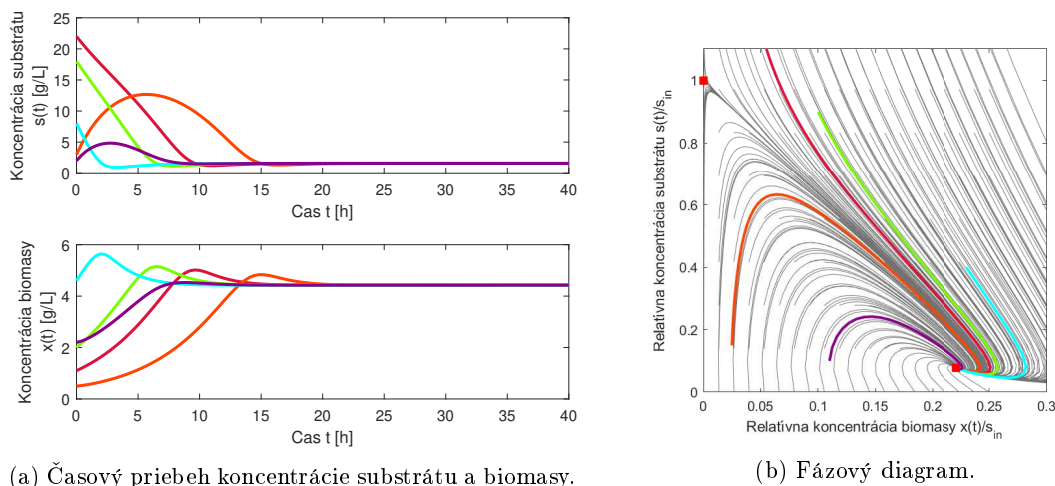 Koncentrácia substrátu
s(t) [g/L]
25
20
15
10
5
0
0 5 10 15 20 25 30 35 40
Cas t [h]
Koncentrácia biomasy
x(t) [g/L]
6
4
2
0
0 5 10 15 20 25 30 35 40
Cas t [h]
(a) Časový priebeh koncentrácie substrátu a biomasy.
Relatívna koncentrácia substrátu s(t)/s_in
1
0.8
0.6
0.4
0.2
0
0 0.05 0.1 0.15 0.2 0.25 0.3
Relatívna koncentrácia biomasy x(t)/s_in
(b) Fázový diagram.